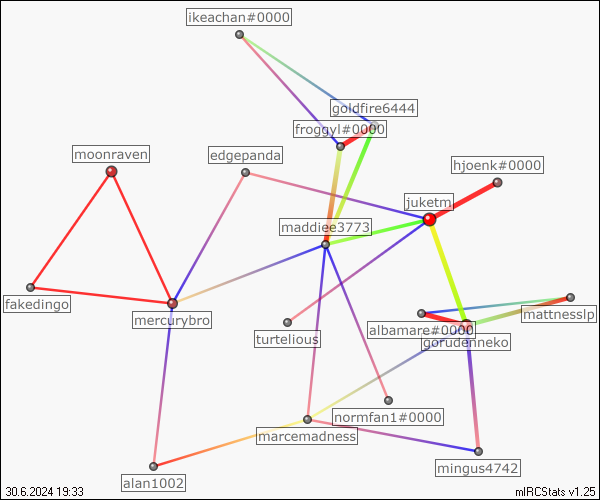 ikeachan#0000
goldfire6444
froggyl#0000
moonraven
edgepanda
hjoenk#0000
juketm
maddiee3773
fakedingo
mercurybro
mattnesslp
albamare#0000
turtelious
gorudenneko
normfan1#0000
marcemadness
mingus4742
alan1002
30.6.2024 19:33
mIRCStats v1.25